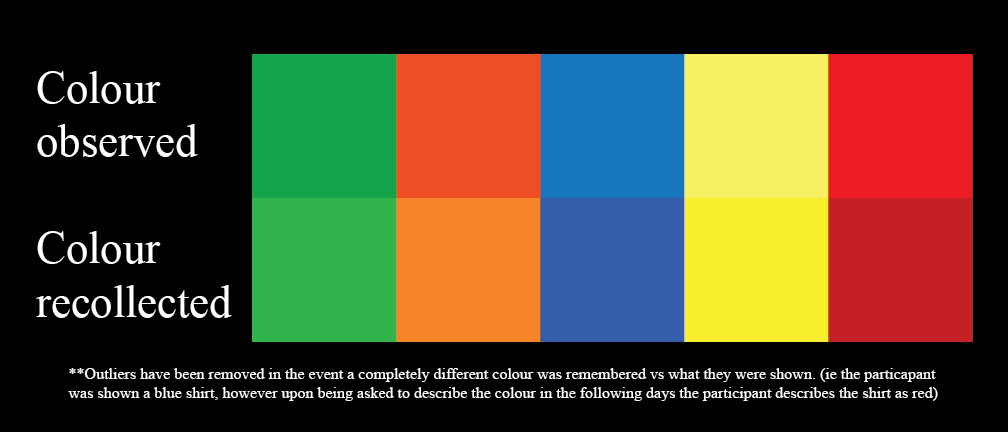 Colour
observed
Colour
recollected
**Outliers have been removed in the event a completely different colour was remembered vs what they were shown. (ie the particapant
was shown a blue shirt, however upon being asked to describe the colour in the following days the participant describes the shirt as red)